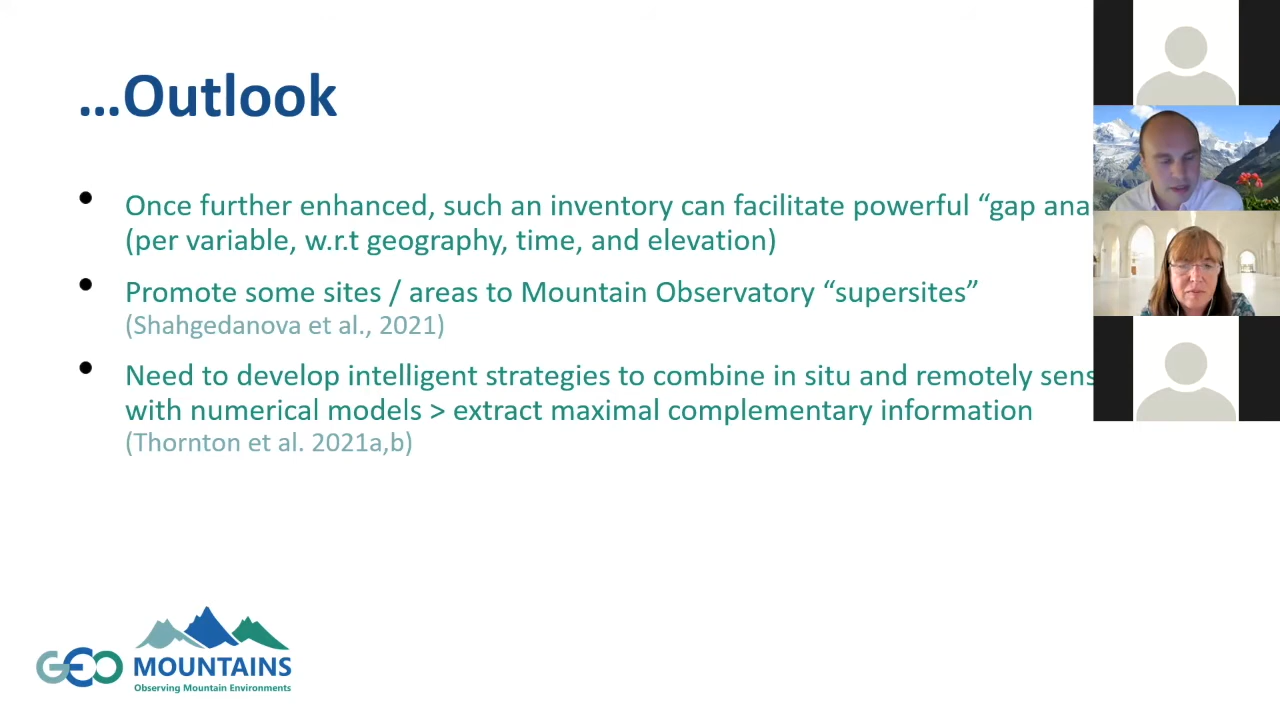 …Outlook
Once further enhanced, such an inventory can facilitate powerful “gap ana
(per variable, w.r.t geography, time, and elevation)
Promote some sites / areas to Mountain Observatory “supersites”
(Shahgedanova et al., 2021)
Need to develop intelligent strategies to combine in situ and remotely sens
with numerical models > extract maximal complementary information
(Thornton et al. 2021a,b)
GEO MOUNTAINS
Observing Mountain Environments